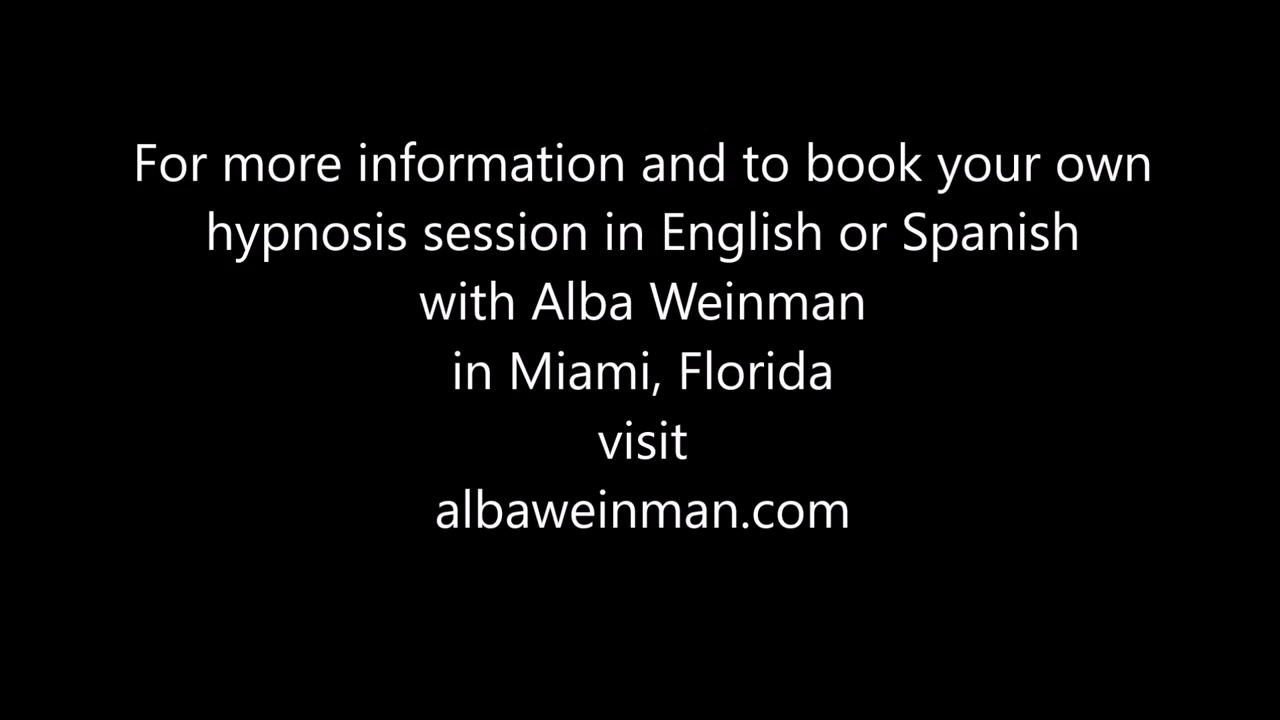 For more information and to book your own
hypnosis session in English or Spanish
with Alba Weinman
in Miami, Florida
visit
albaweinman.com